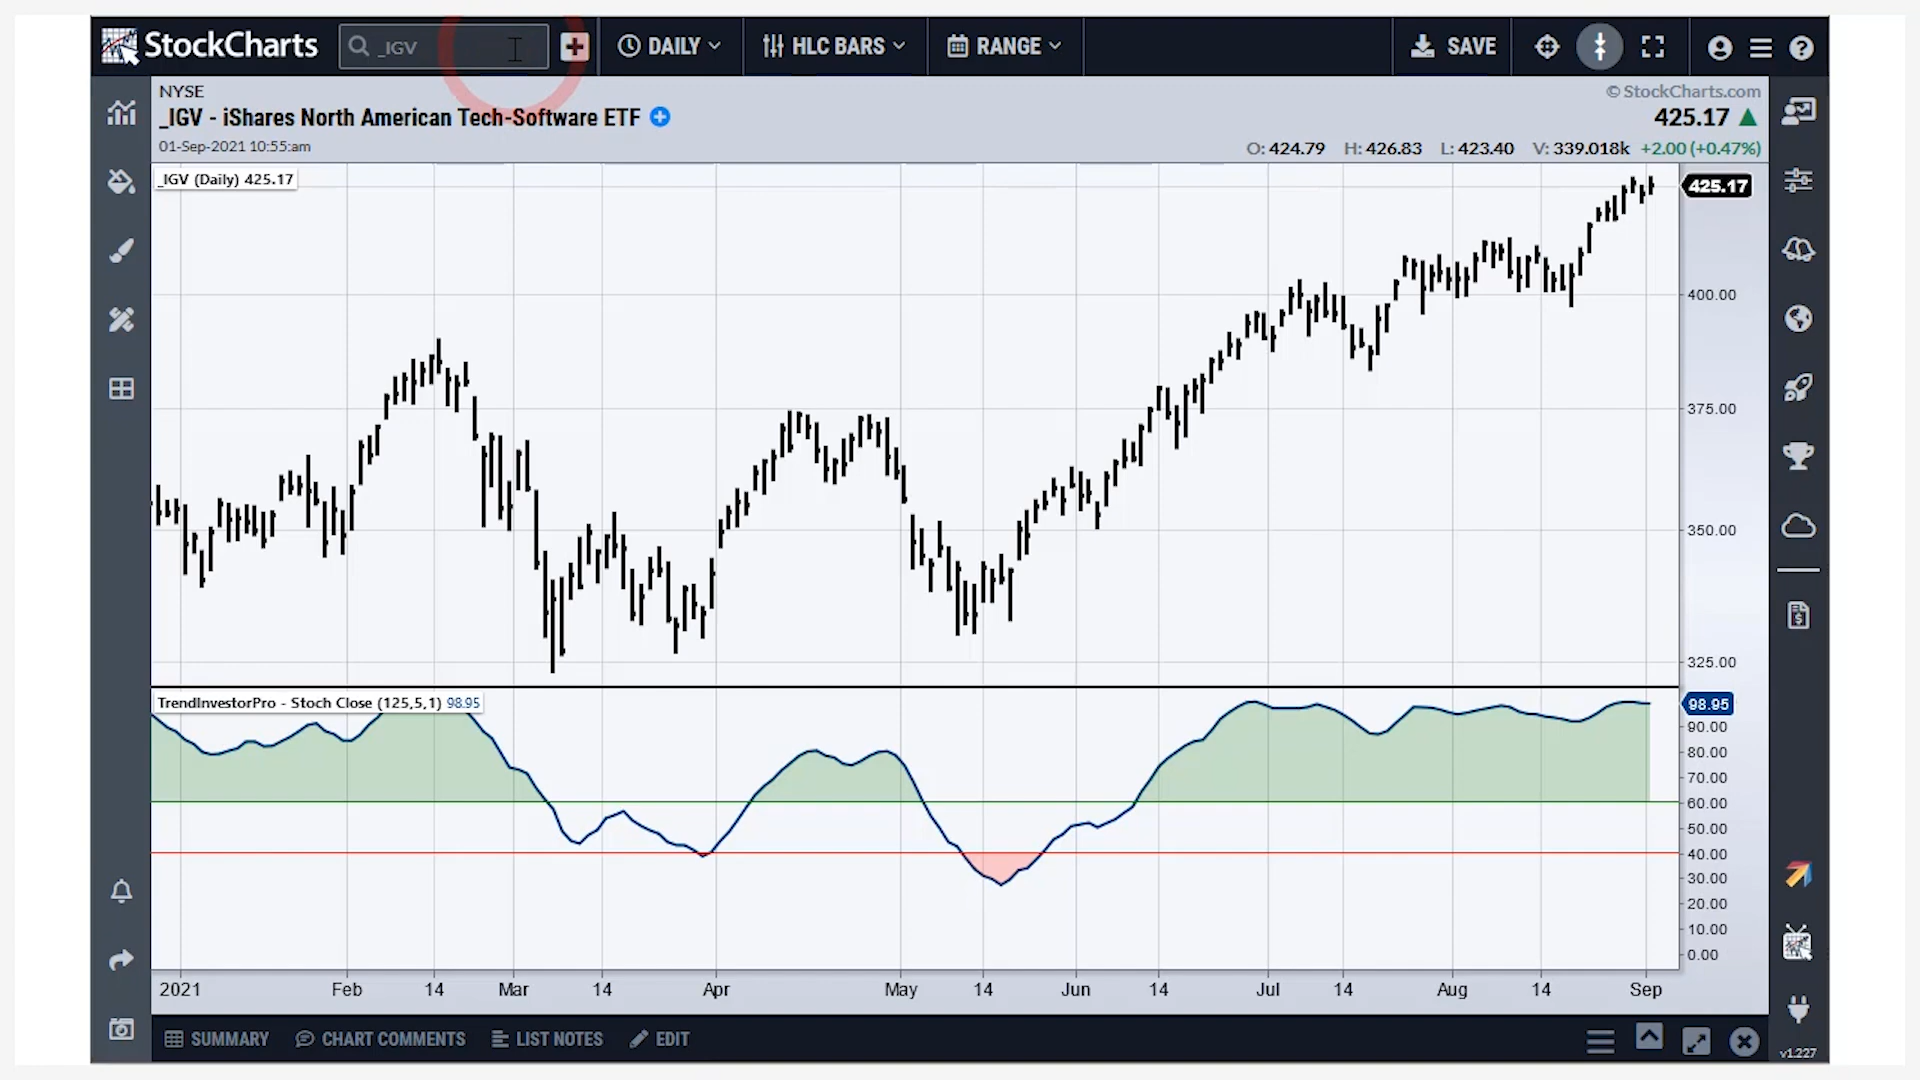 StockCharts
_IGV
DAILY
HLC BARS
RANGE
SAVE
NYSE
© StockCharts.com
_IGV - iShares North American Tech-Software ETF
425.17
01-Sep-2021 10:55:am
O: 424.79 H: 426.83 L: 423.40 V: 339.018k +2.00 (+0.47%)
_IGV (Daily) 425.17
425.17
400.00
375.00
350.00
325.00
TrendInvestorPro - Stoch Close (125,5,1) 98.95
98.95
90.00
80.00
70.00
60.00
50.00
40.00
30.00
20.00
10.00
0.00
2021 Feb 14 Mar 14 Apr May 14 Jun 14 Jul 14 Aug 14 Sep
SUMMARY CHART COMMENTS LIST NOTES EDIT
v1.227